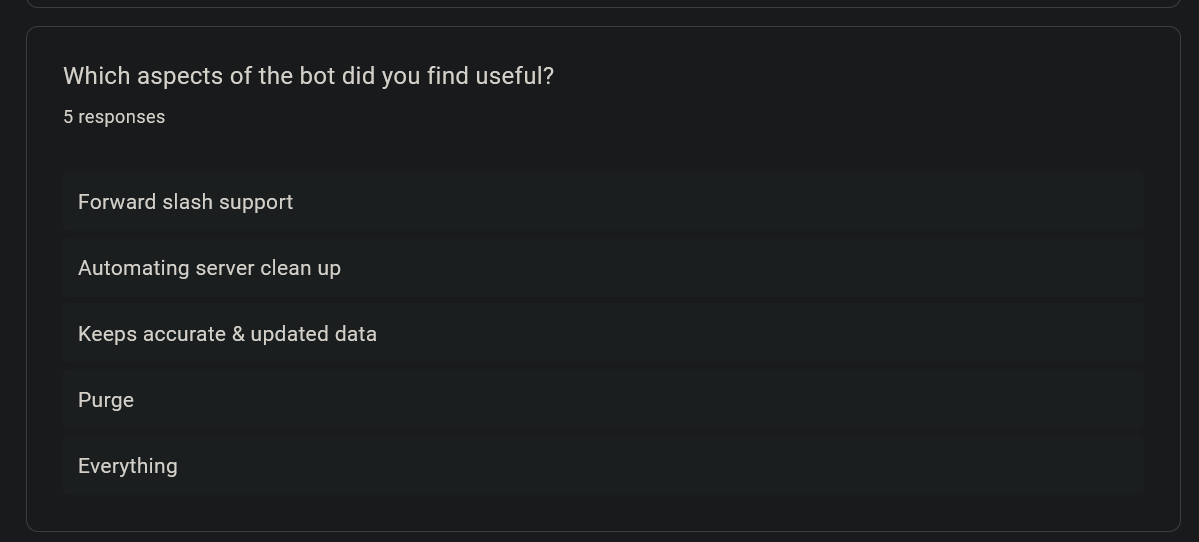 Which aspects of the bot did you find useful?
5 responses
Forward slash support
Automating server clean up
Keeps accurate & updated data
Purge
Everything